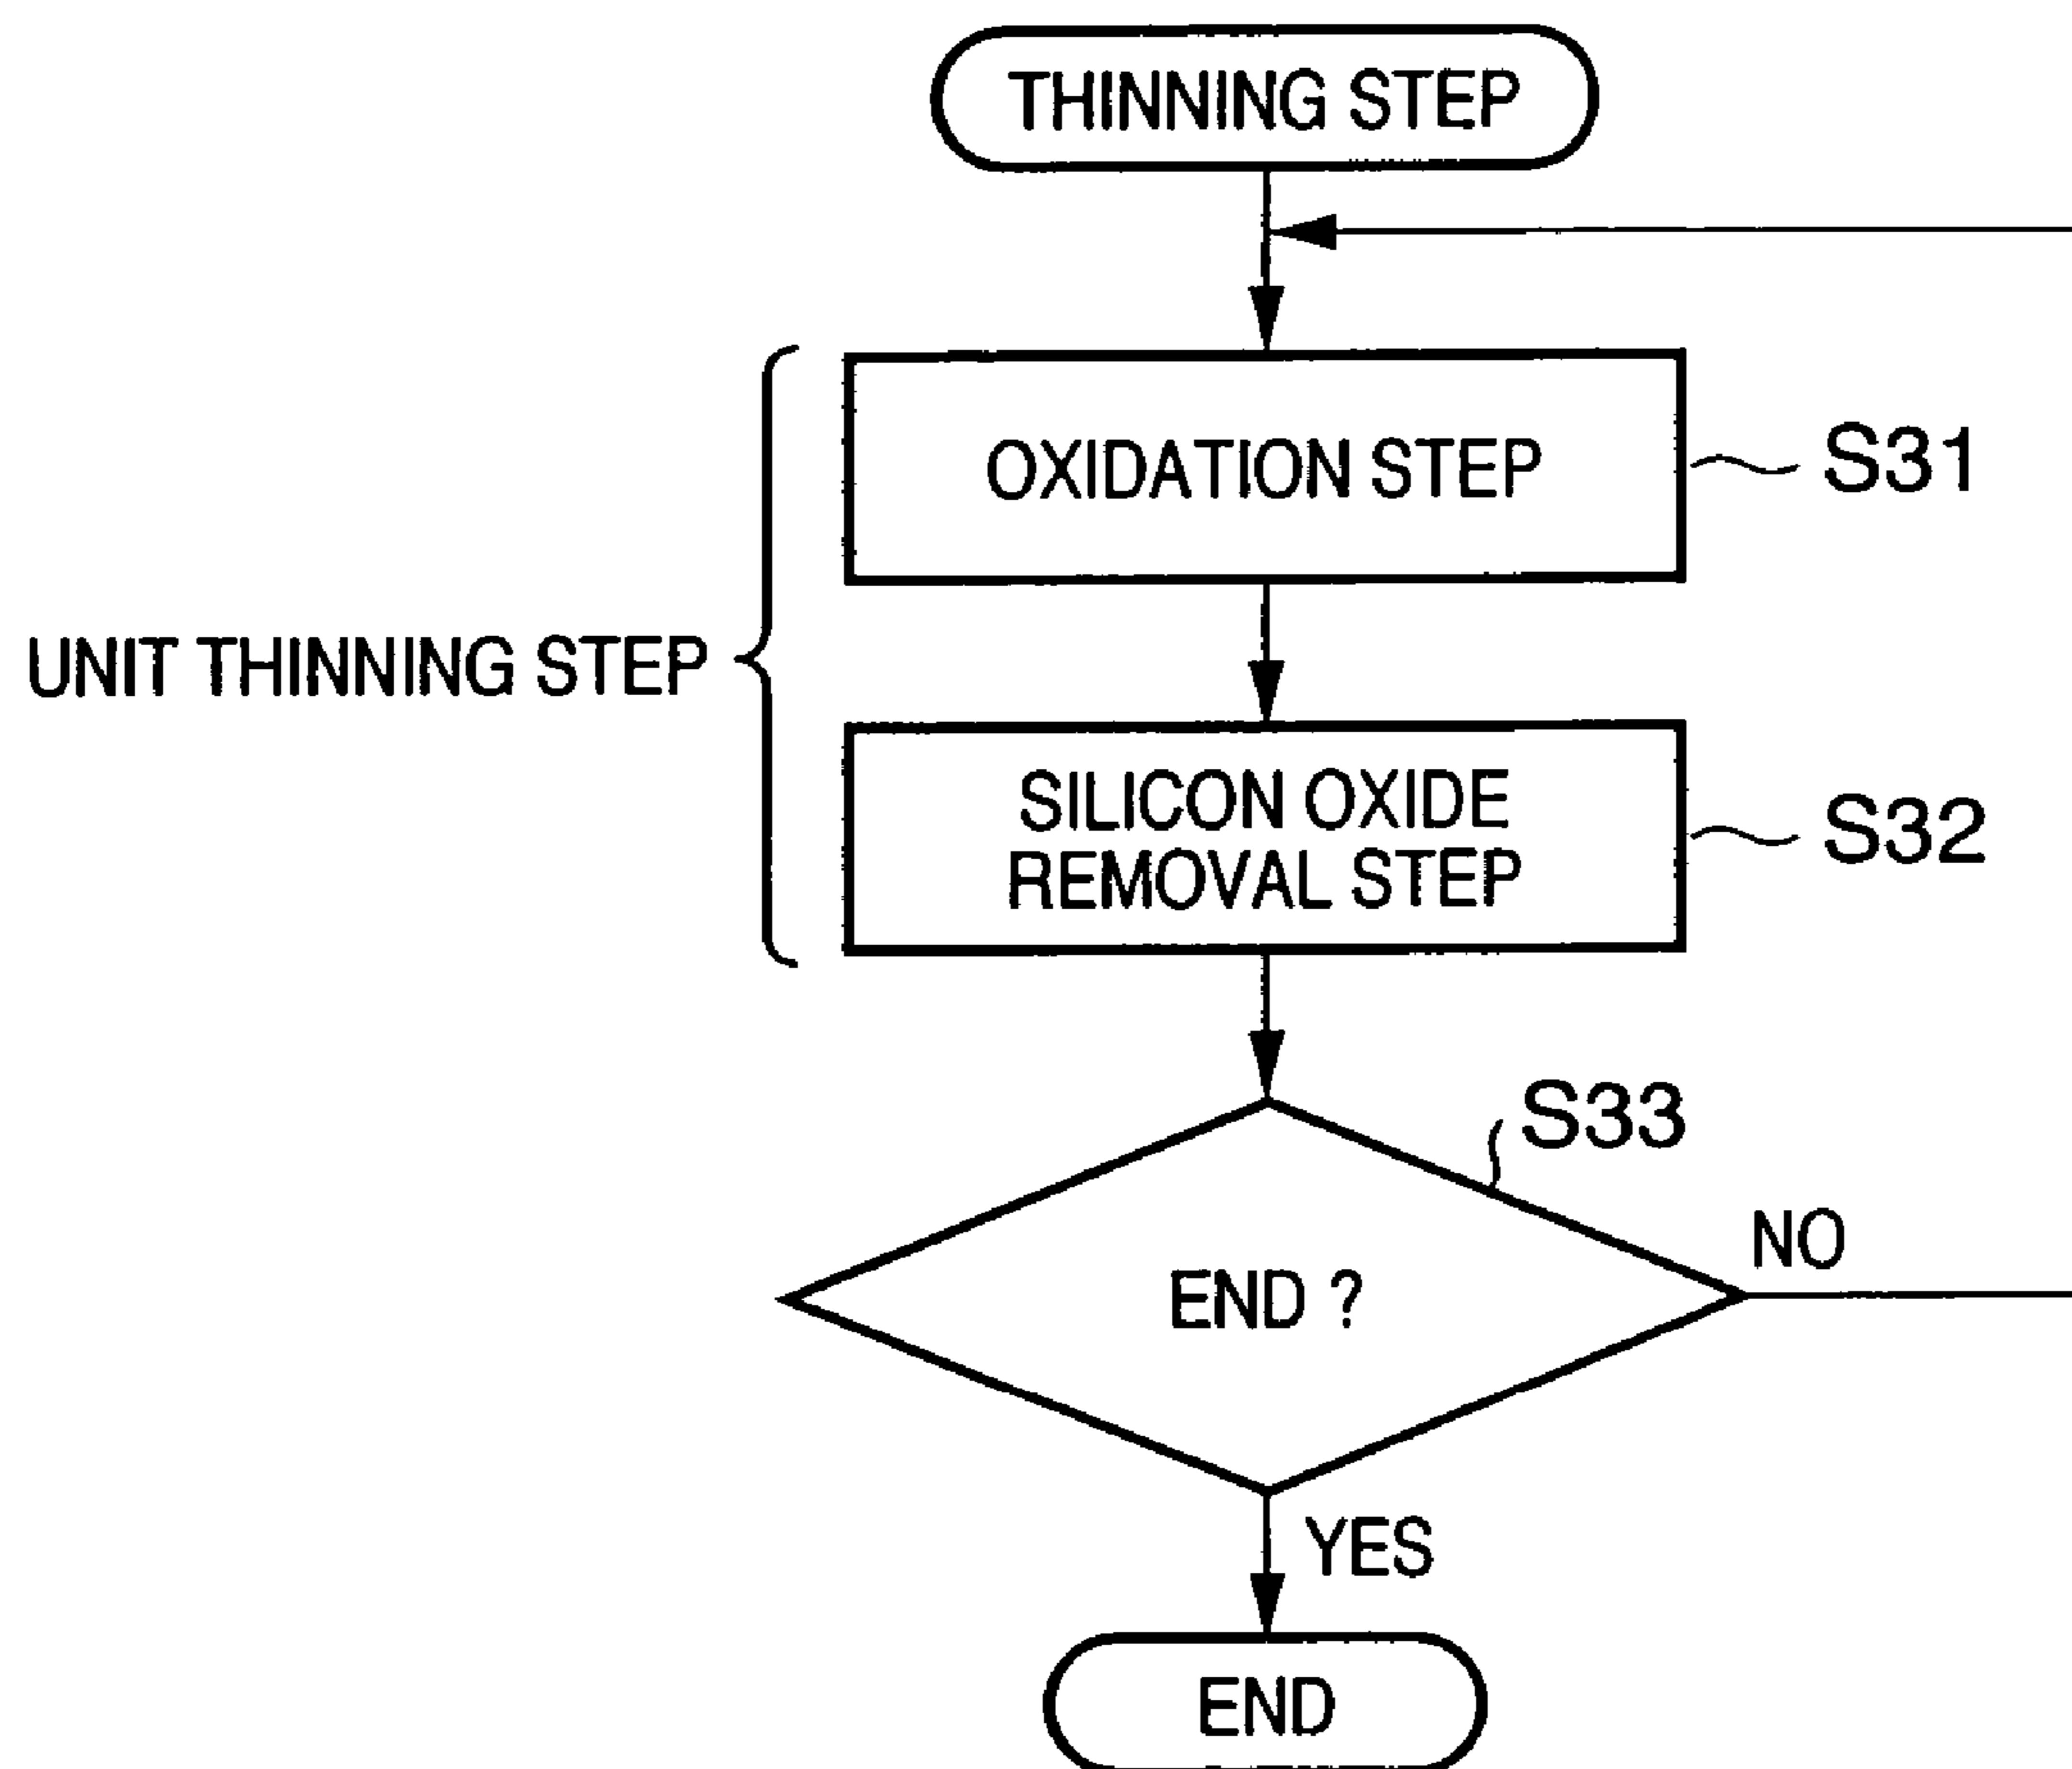 THINNING STEP
OXIDATION STEP
S31
UNIT THINNING STEP
SILICON OXIDE
REMOVAL STEP
S32
S33
END ?
NO
YES
END